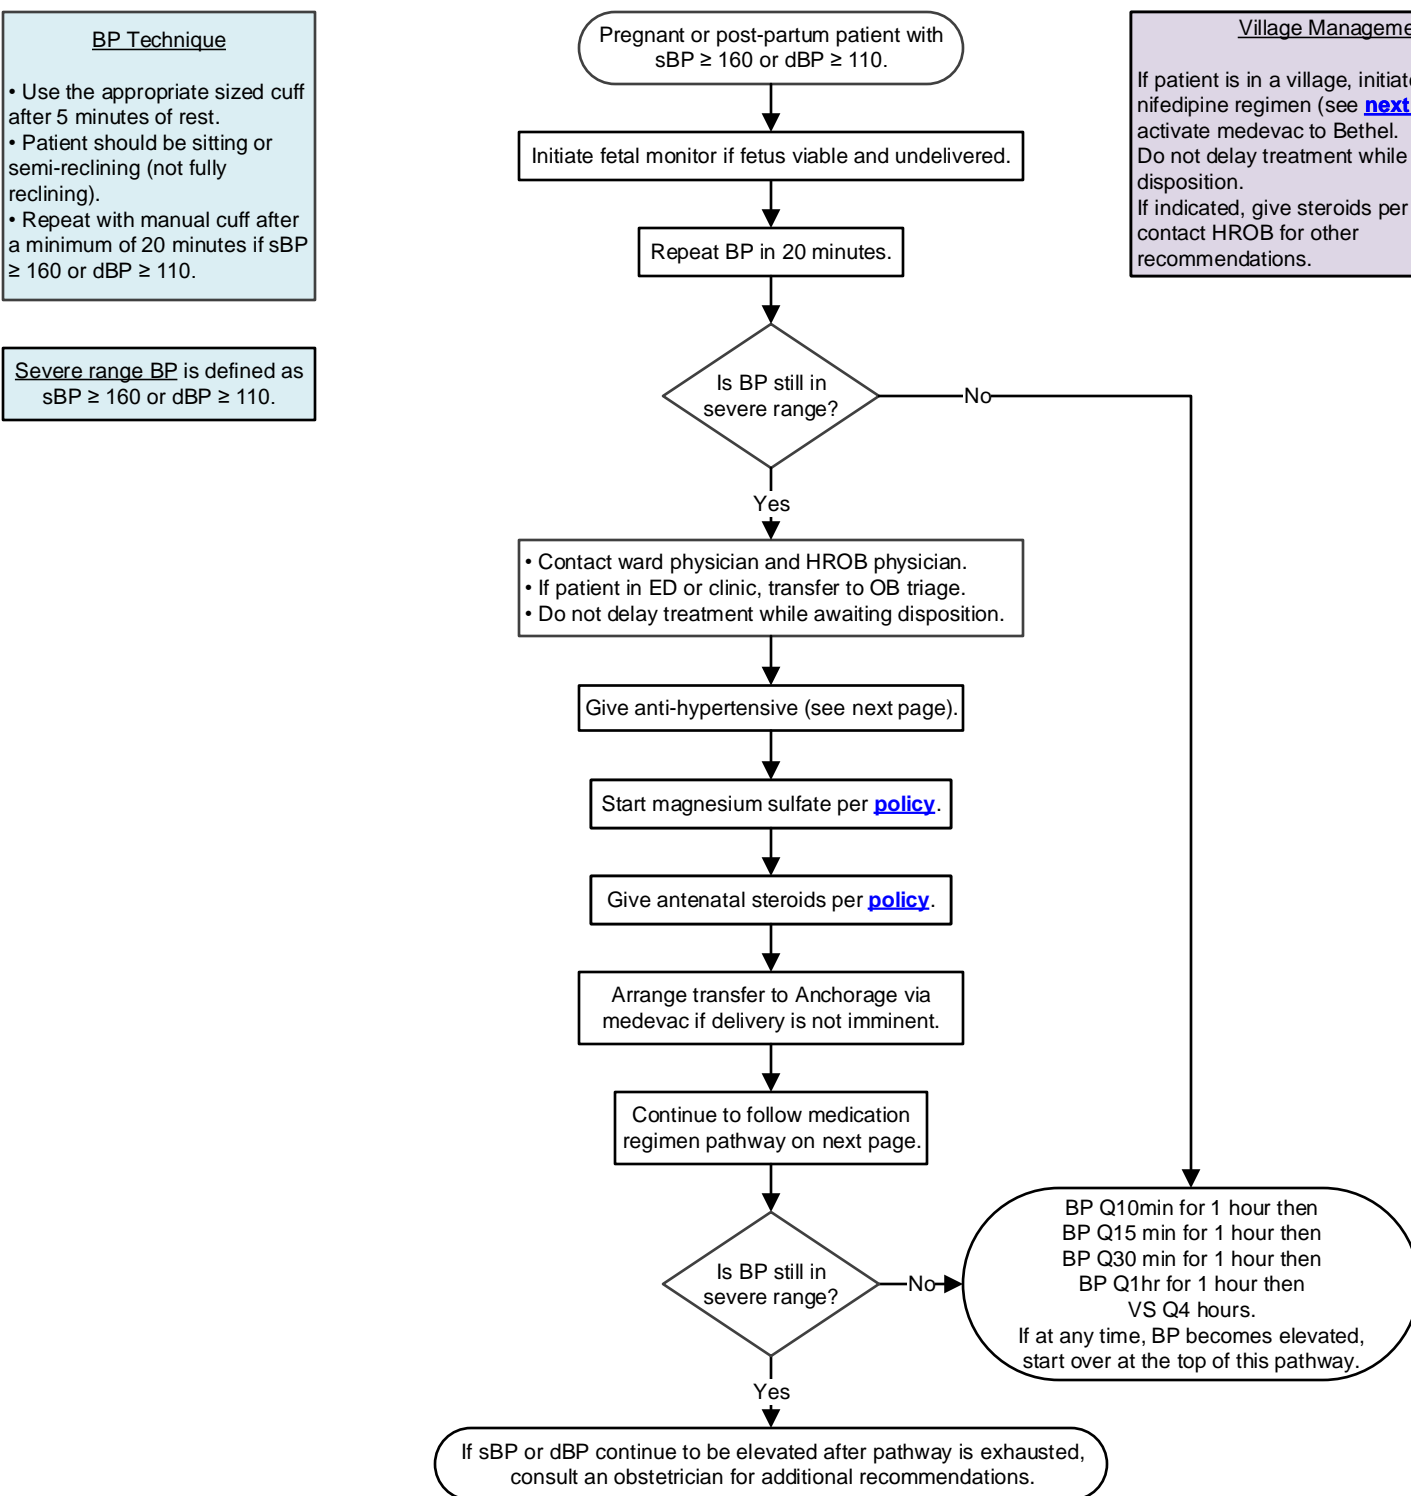 BP Technique
• Use the appropriate sized cuff
after 5 minutes of rest.
• Patient should be sitting or
semi-reclining (not fully
reclining).
• Repeat with manual cuff after
a minimum of 20 minutes if sBP
≥ 160 or dBP ≥ 110.
Severe range BP is defined as
sBP ≥ 160 or dBP ≥ 110.
Pregnant or post-partum patient with
sBP ≥ 160 or dBP ≥ 110.
Initiate fetal monitor if fetus viable and undelivered.
Repeat BP in 20 minutes.
Is BP still in
severe range?
No
Yes
• Contact ward physician and HROB physician.
• If patient in ED or clinic, transfer to OB triage.
• Do not delay treatment while awaiting disposition.
Give anti-hypertensive (see next page).
Start magnesium sulfate per policy.
Give antenatal steroids per policy.
Arrange transfer to Anchorage via
medevac if delivery is not imminent.
Continue to follow medication
regimen pathway on next page.
Is BP still in
severe range?
No
Yes
If sBP or dBP continue to be elevated after pathway is exhausted,
consult an obstetrician for additional recommendations.
BP Q10min for 1 hour then
BP Q15 min for 1 hour then
BP Q30 min for 1 hour then
BP Q1hr for 1 hour then
VS Q4 hours.
If at any time, BP becomes elevated,
start over at the top of this pathway.
Village
If patient is in a village,
nifedipine regimen (see next
activate medevac to Bethel.
Do not delay treatment while
disposition.
If indicated, give steroids per
contact HROB for other
recommendations.